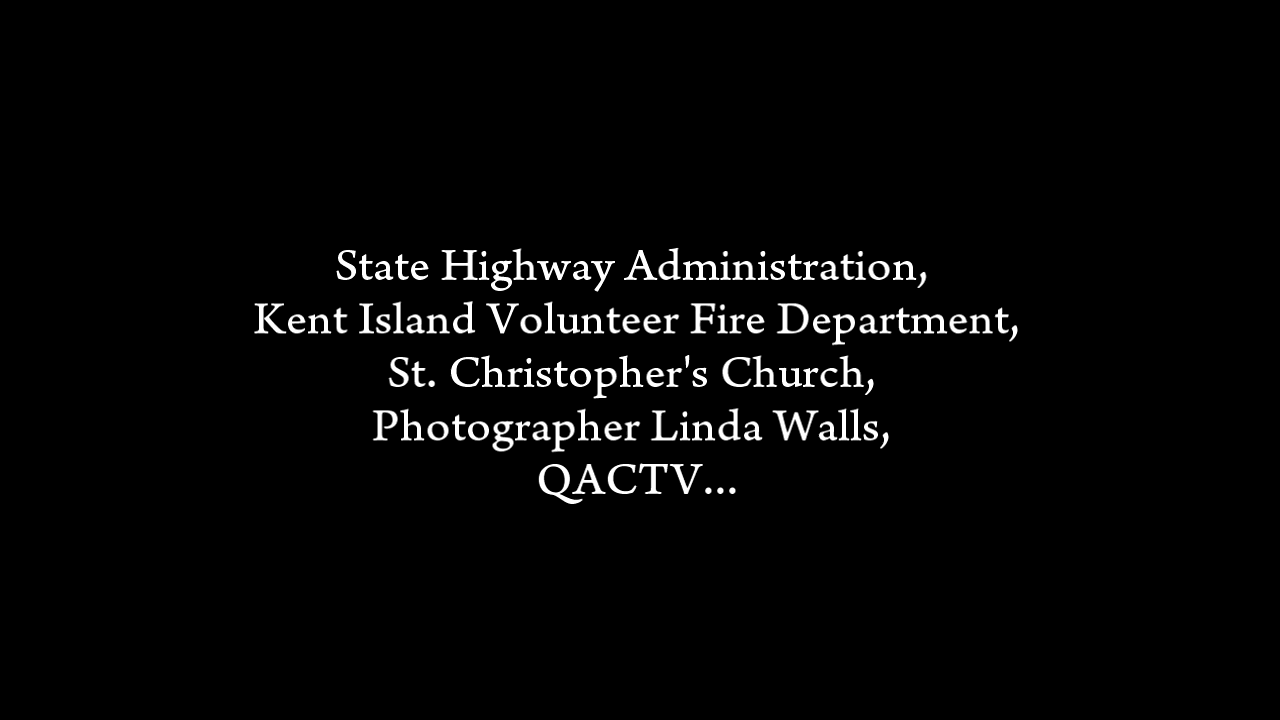 State Highway Administration,
Kent Island Volunteer Fire Department,
St. Christopher's Church,
Photographer Linda Walls,
QACTV...